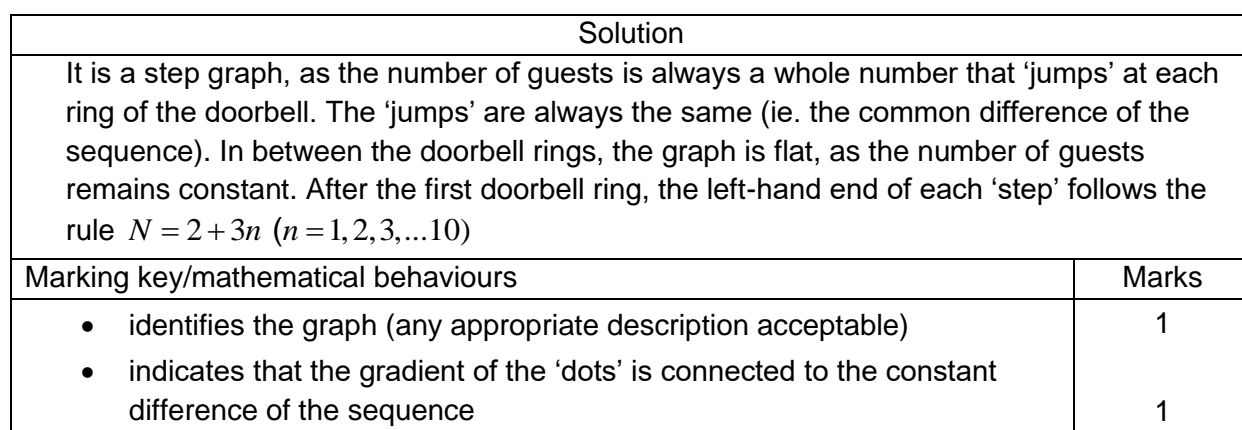 Solution
It is a step graph, as the number of guests is always a whole number that ‘jumps’ at each
ring of the doorbell. The ‘jumps’ are always the same (ie. the common difference of the
sequence). In between the doorbell rings, the graph is flat, as the number of guests
remains constant. After the first doorbell ring, the left-hand end of each ‘step’ follows the
rule N = 2 + 3n (n = 1, 2, 3,...10)
Marking key/mathematical behaviours Marks
• identifies the graph (any appropriate description acceptable) 1
• indicates that the gradient of the ‘dots’ is connected to the constant
difference of the sequence 1